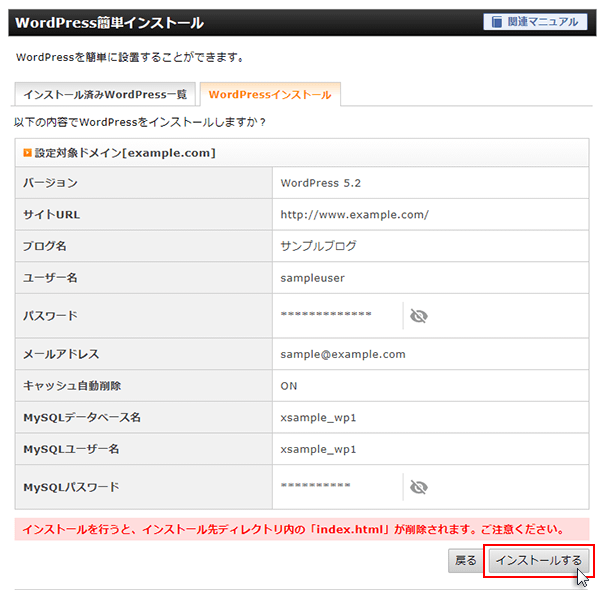 WordPress簡単インストール
関連マニュアル
WordPressを簡単に設置することができます。
インストール済みWordPress一覧
WordPressインストール
以下の内容でWordPressをインストールしますか？
設定対象ドメイン[example.com]
バージョン WordPress 5.2
サイトURL http://www.example.com/
ブログ名 サンプルブログ
ユーザー名 sampleuser
パスワード *************
メールアドレス sample@example.com
キャッシュ自動削除 ON
MySQLデータベース名 xsample_wp1
MySQLユーザー名 xsample_wp1
MySQLパスワード **********
インストールを行うと、インストール先ディレクトリ内の「index.html」が削除されます。ご注意ください。
戻る インストールする